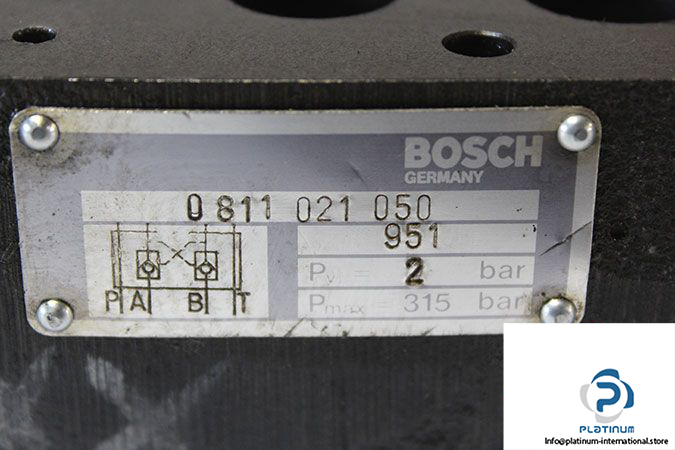 BOSCH
GERMANY
0 811 021 050
951
Pv = 2 bar
Pmax = 315 bar
P A B T
PLATINUM
Info@platinum-international.store